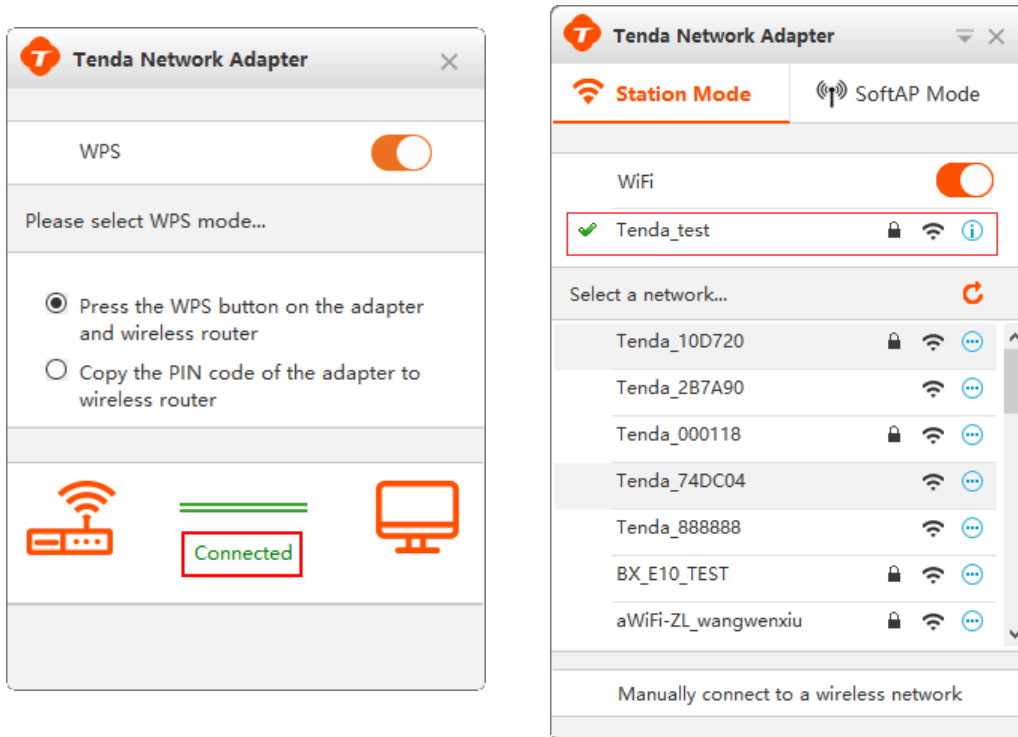 Tenda Network Adapter
WPS
Please select WPS mode...
Press the WPS button on the adapter
and wireless router
Copy the PIN code of the adapter to
wireless router
Connected
Tenda Network Adapter
Station Mode
SoftAP Mode
WiFi
Tenda_test
Select a network...
Tenda_10D720
Tenda_2B7A90
Tenda_000118
Tenda_74DC04
Tenda_888888
BX_E10_TEST
aWiFi-ZL_wangwenxiu
Manually connect to a wireless network